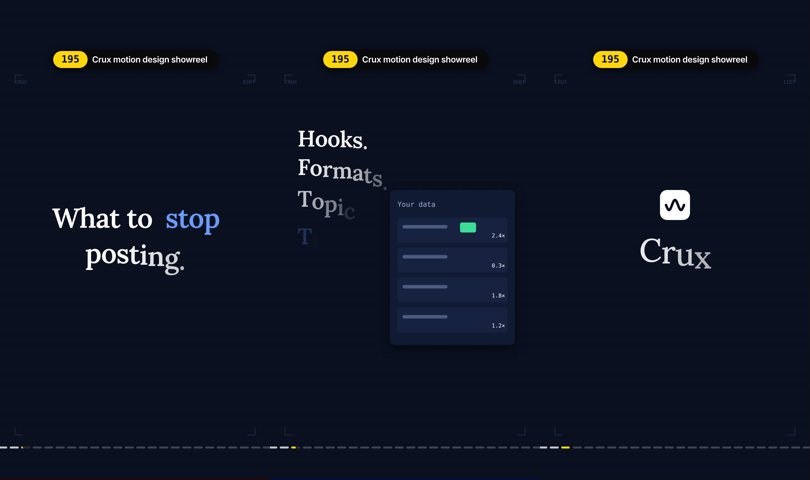 195 Crux motion design showreel
What to stop
posting.
195 Crux motion design showreel
Hooks.
Formats.
Topic
T
Your data
2.4×
0.3×
1.8×
1.2×
195 Crux motion design showreel
Crux